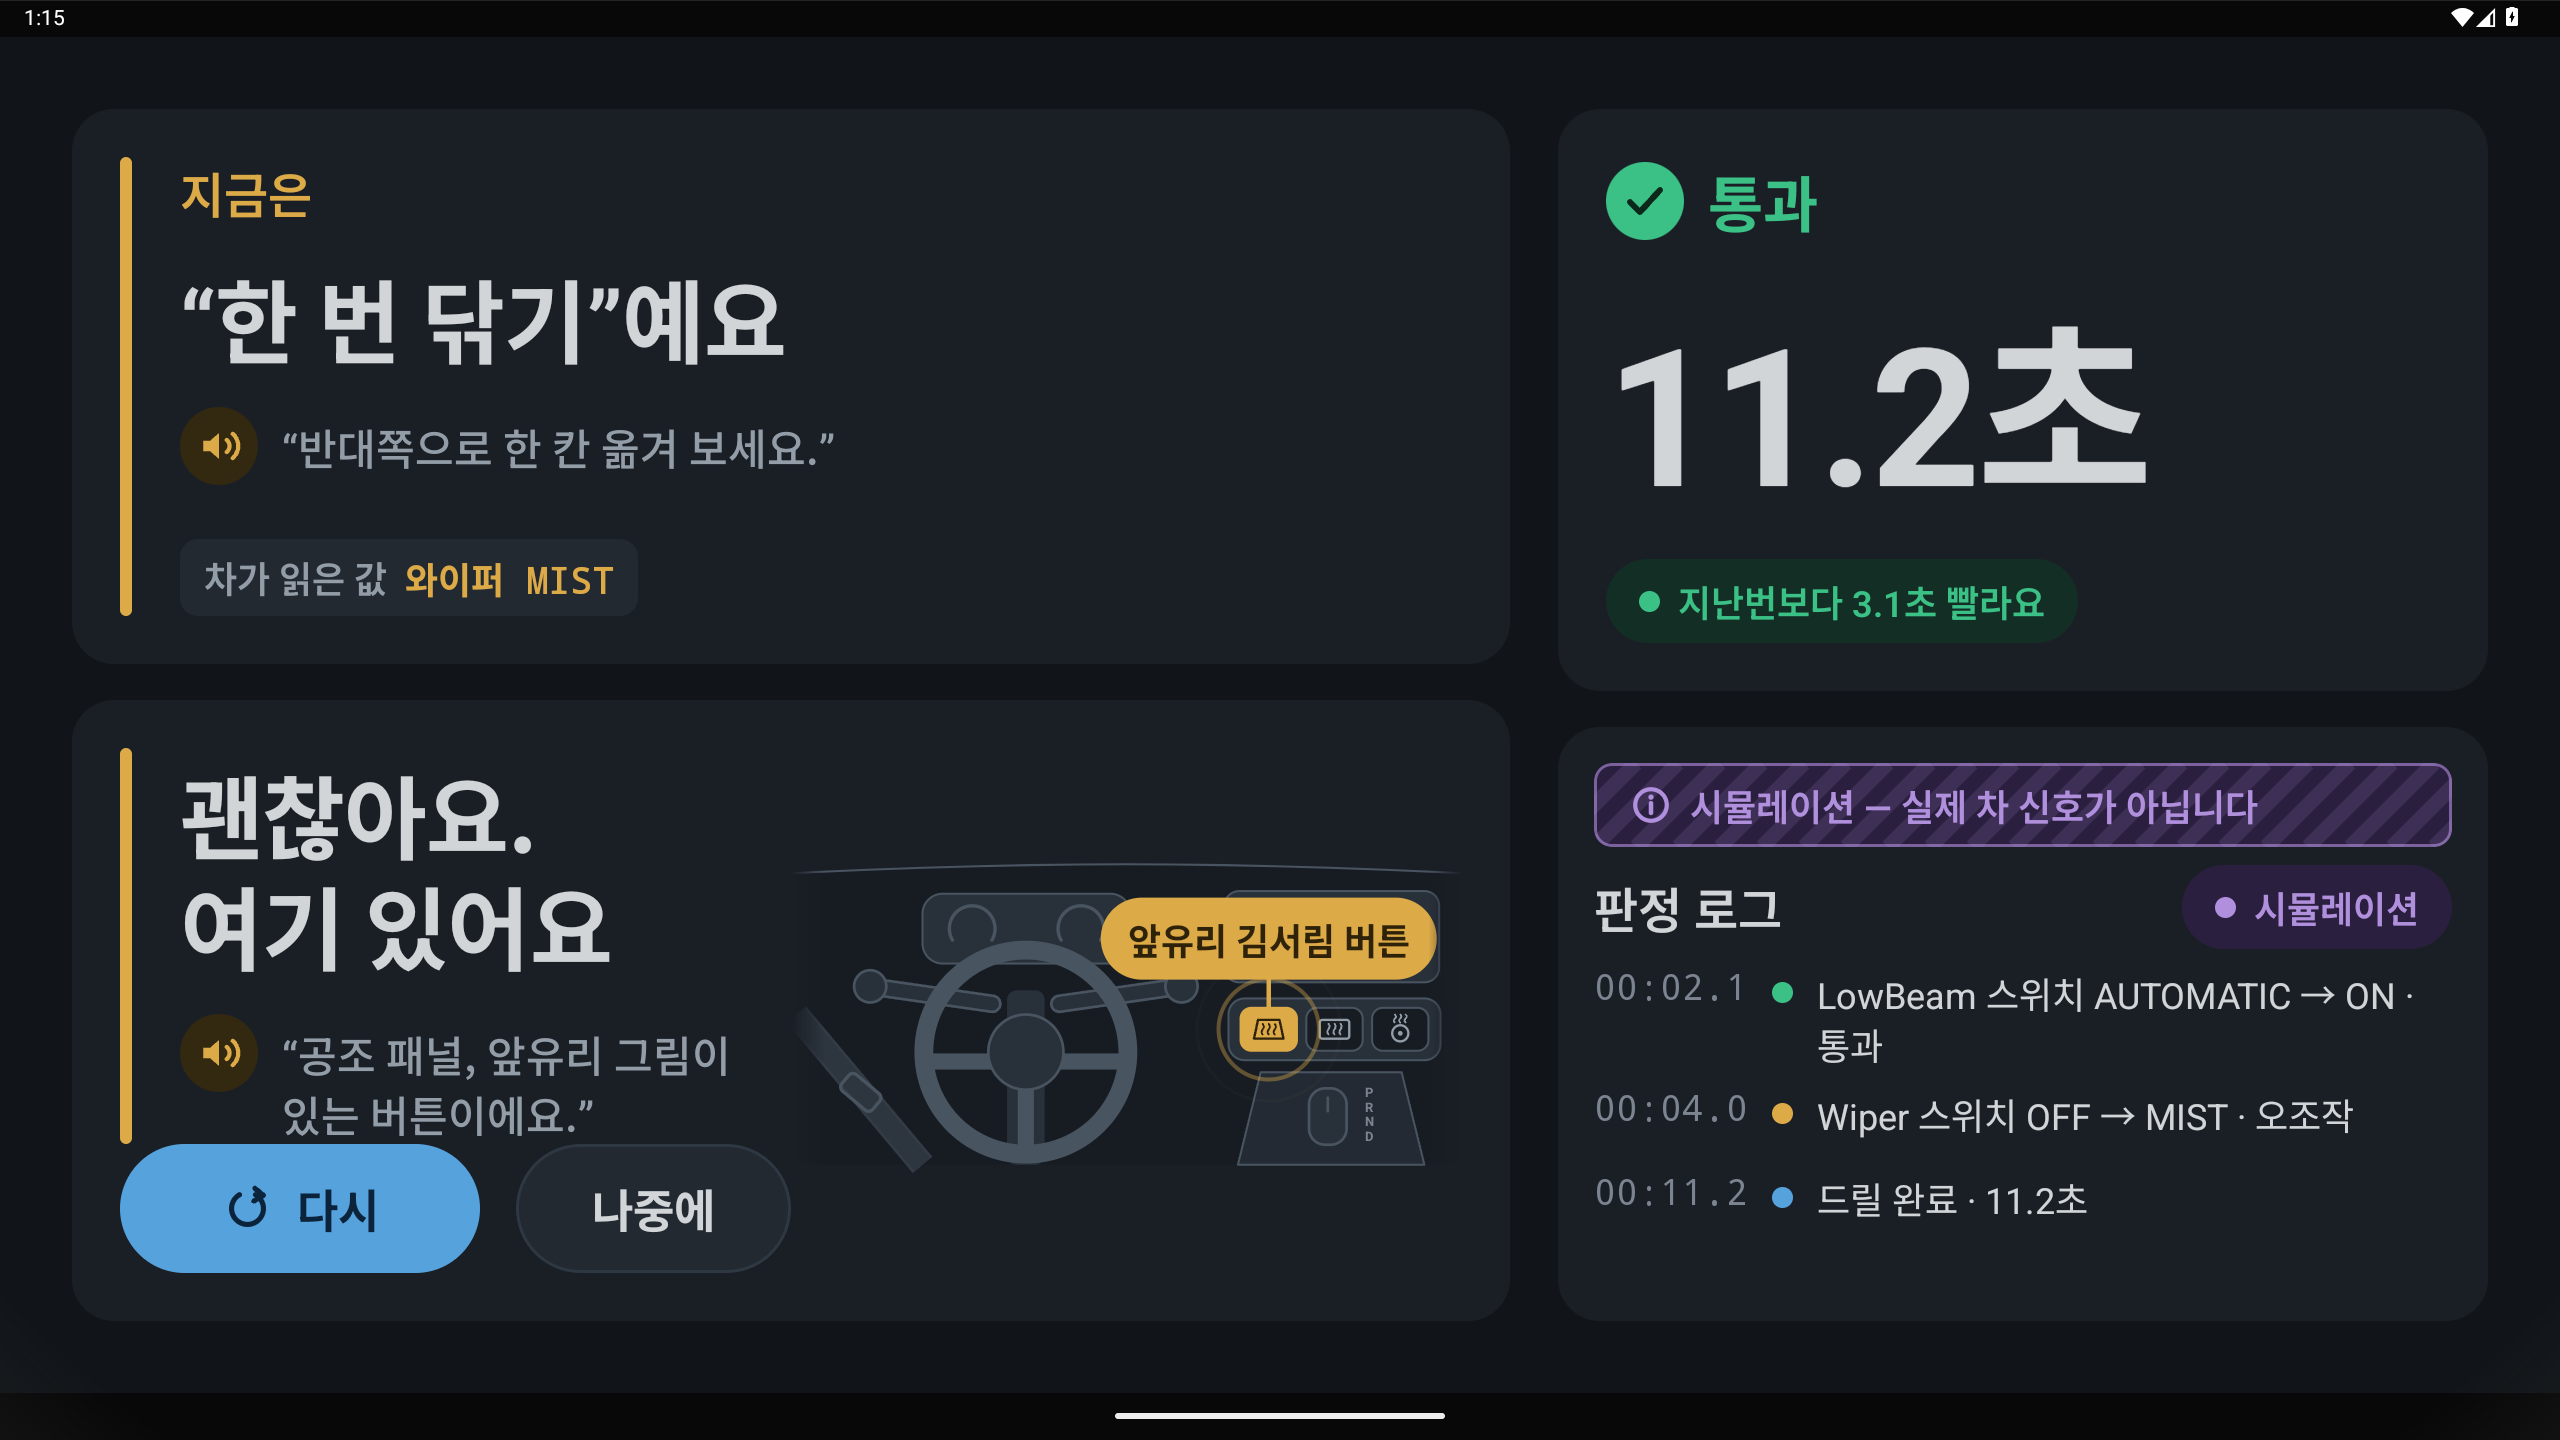 1:15
지금은
“한 번 닦기”예요
“반대쪽으로 한 칸 옮겨 보세요.”
차가 읽은 값 와이퍼 MIST
괜찮아요.
여기 있어요
“공조 패널, 앞유리 그림이
있는 버튼이에요.”
앞유리 김서림 버튼
P
R
N
D
다시
나중에
통과
11.2초
지난번보다 3.1초 빨라요
시뮬레이션 – 실제 차 신호가 아닙니다
판정 로그
시뮬레이션
00:02.1 LowBeam 스위치 AUTOMATIC → ON ·
통과
00:04.0 Wiper 스위치 OFF → MIST · 오조작
00:11.2 드릴 완료 · 11.2초